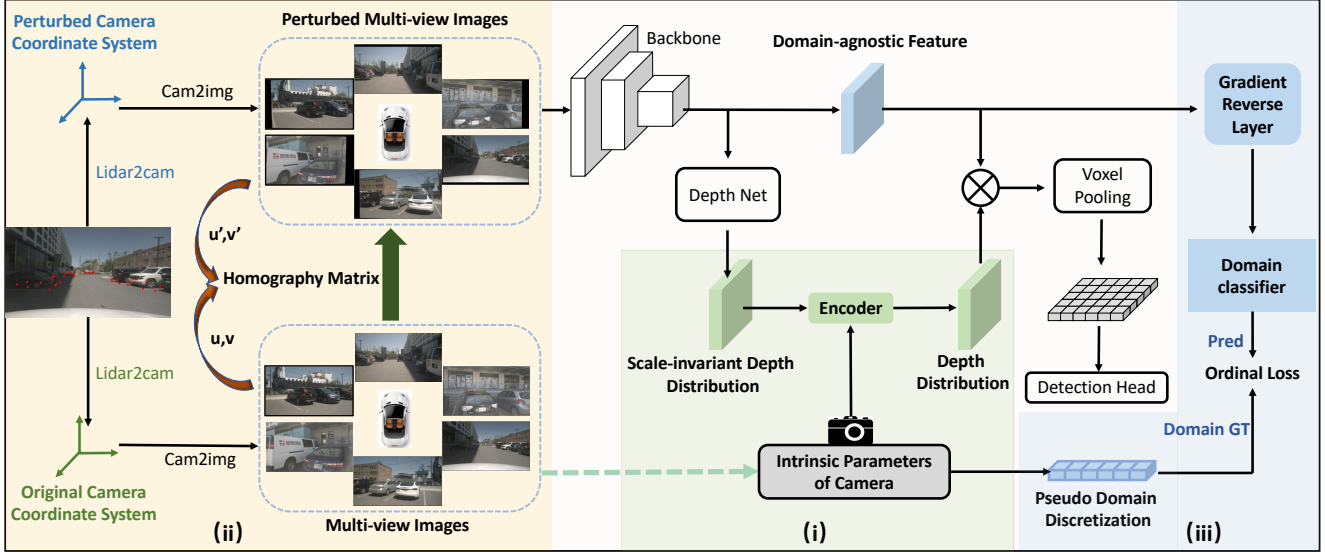 Perturbed Camera
Coordinate System
Cam2img
Lidar2cam
Perturbed Multi-view Images
u',v'
Homography Matrix
u,v
Lidar2cam
Cam2img
Original Camera
Coordinate System
(ii)
Multi-view Images
Backbone
Domain-agnostic Feature
Depth Net
Voxel
Pooling
Encoder
Scale-invariant Depth
Distribution
Depth
Distribution
Detection Head
Intrinsic Parameters
of Camera
(i)
Pseudo Domain
Discretization
Gradient
Reverse
Layer
Domain
classifier
Pred
Ordinal Loss
Domain GT
(iii)